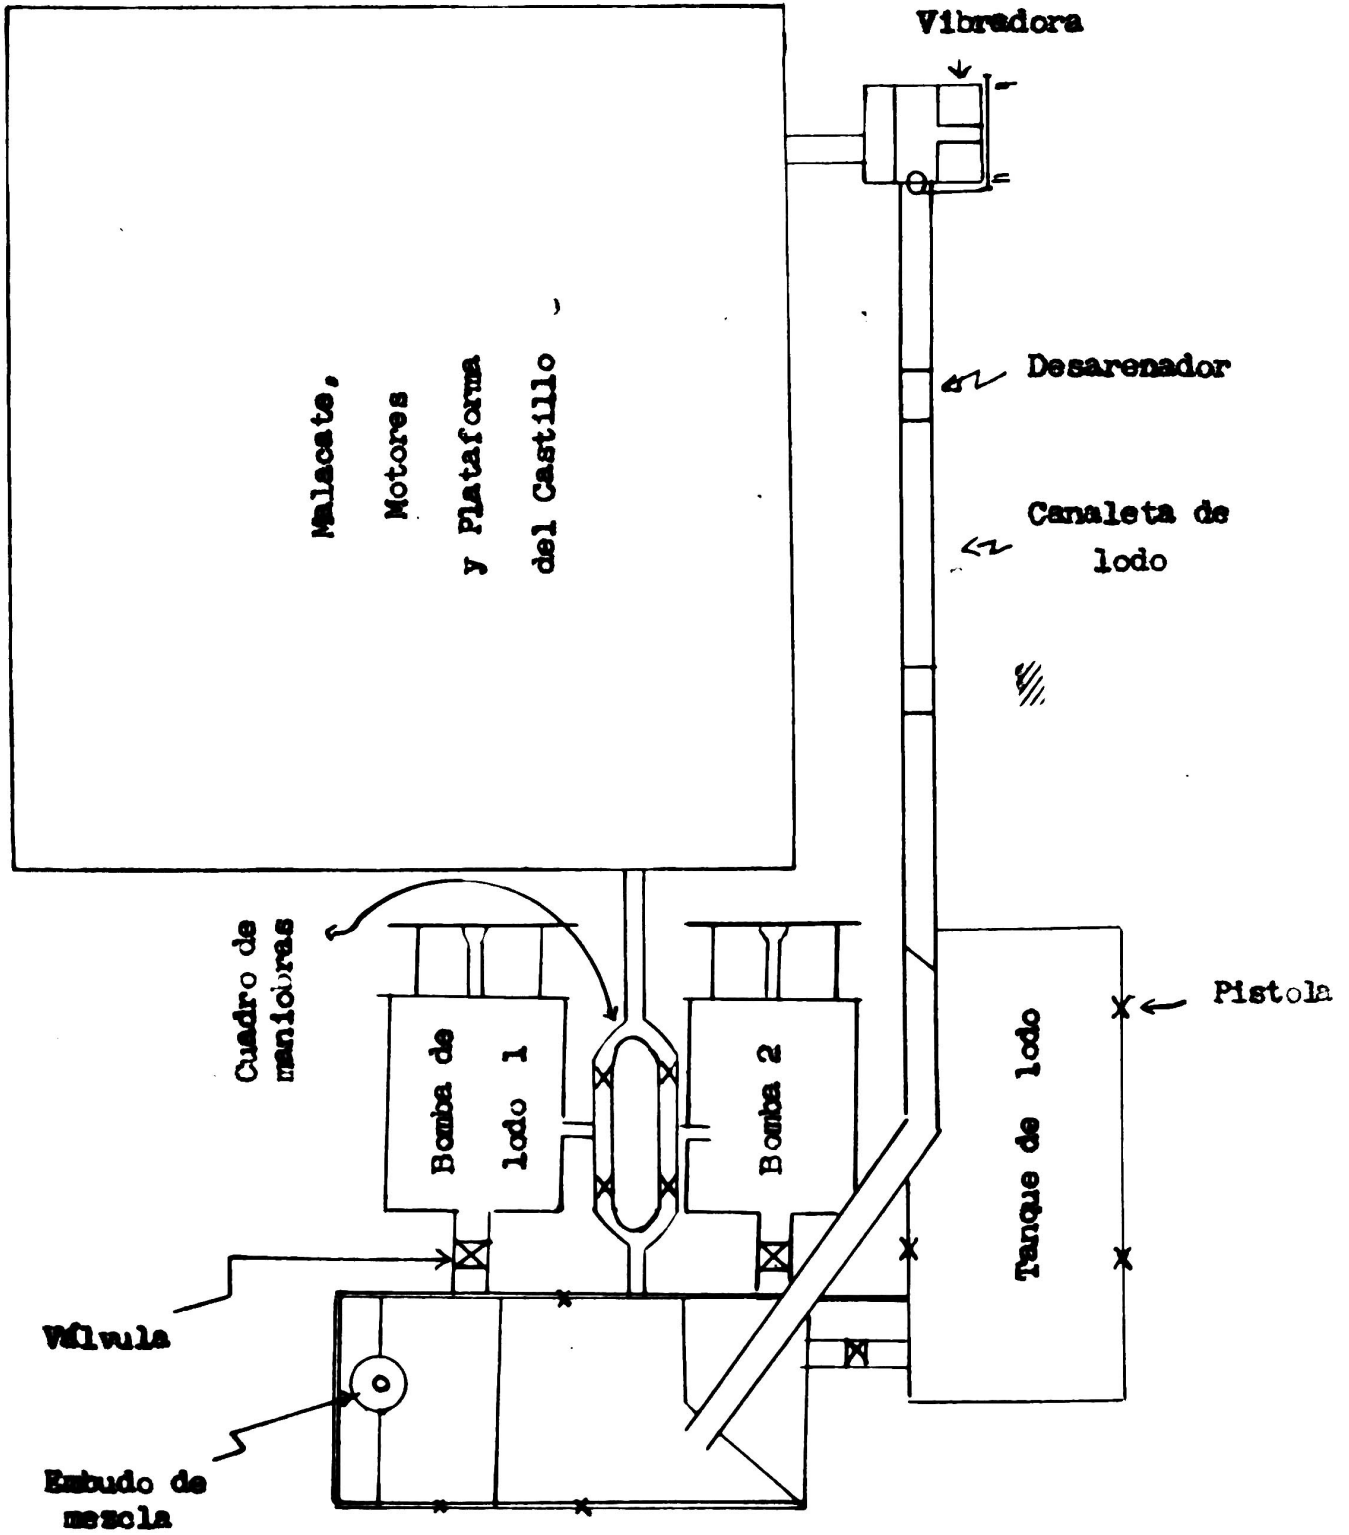 Vibradora
Malacate,
Motores
y Plataforma
del Castillo
Desarenador
Canaleta de
lodo
Cuadro de
maniobras
Bomba de
lodo 1
Bomba 2
Tanque de lodo
Pistola
Válvula
Embudo de
mezcla